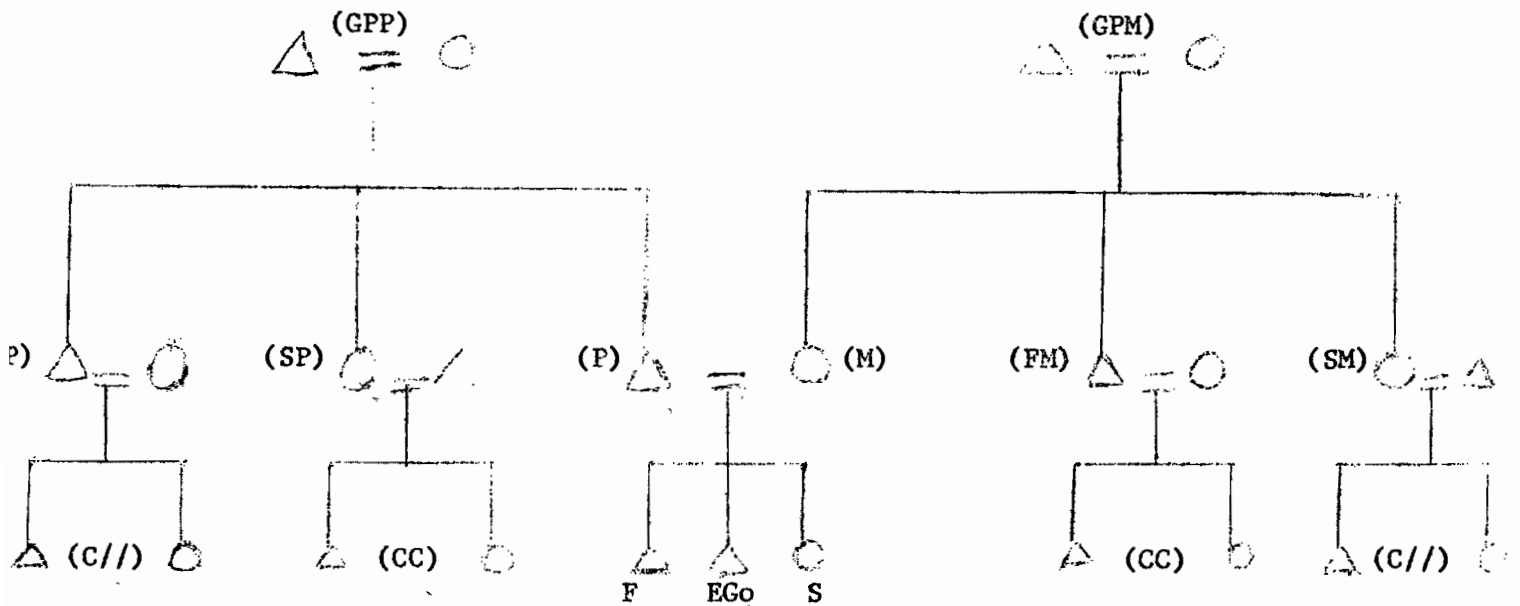 (GPP) (GPM)
P) (SP) (P) (M) (FM) (SM)
(C//) (CC) (CC) (C//)
F EGo S